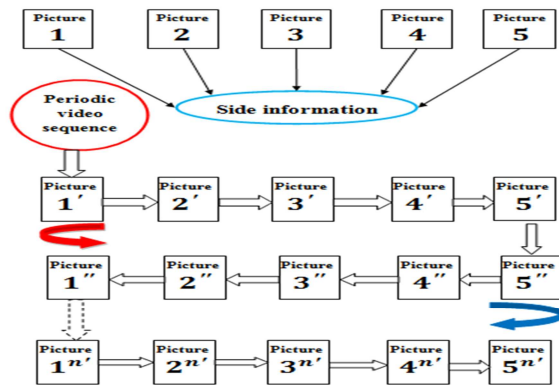 Picture Picture Picture Picture Picture
1 2 3 4 5
Periodic
video
sequence
Side information
Picture Picture Picture Picture Picture
1′ 2′ 3′ 4′ 5′
Picture Picture Picture Picture Picture
1″ 2″ 3″ 4″ 5″
Picture Picture Picture Picture Picture
1ⁿ′ 2ⁿ′ 3ⁿ′ 4ⁿ′ 5ⁿ′